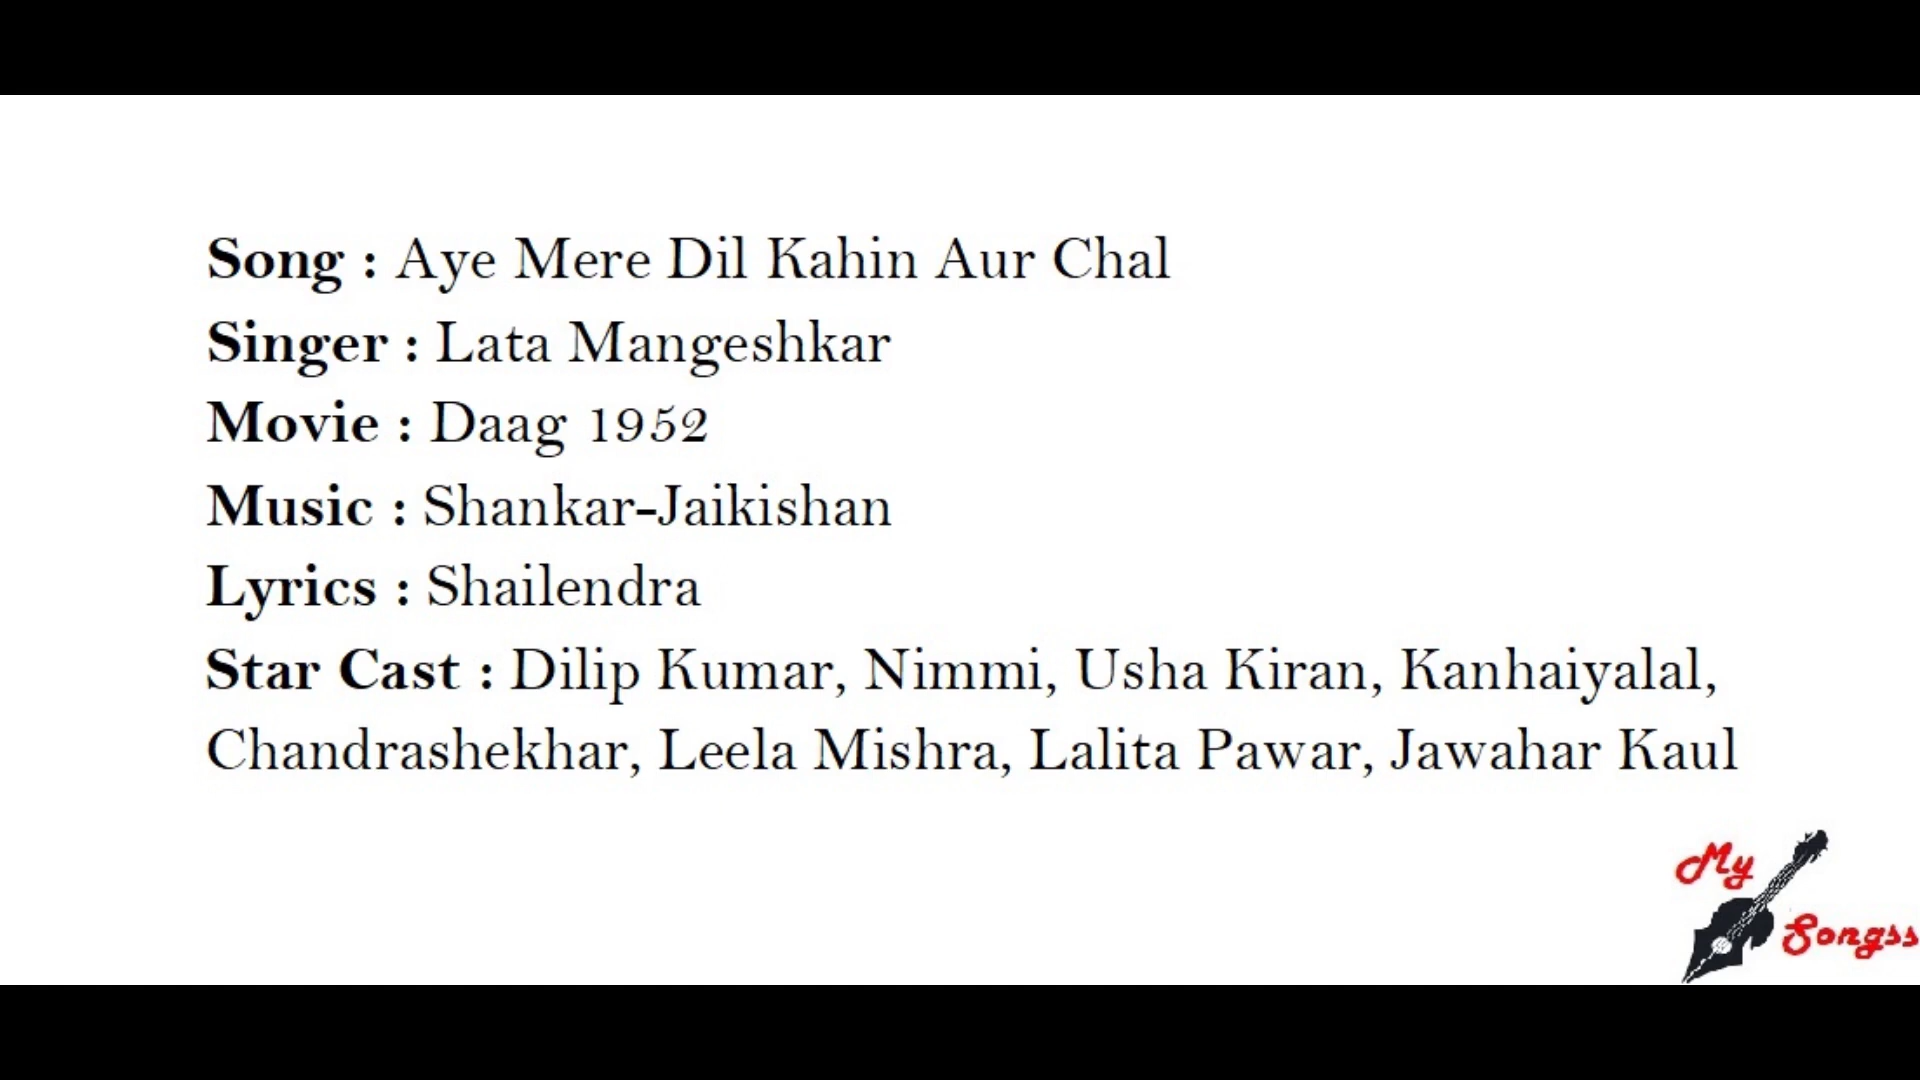 Song : Aye Mere Dil Kahin Aur Chal
Singer : Lata Mangeshkar
Movie : Daag 1952
Music : Shankar-Jaikishan
Lyrics : Shailendra
Star Cast : Dilip Kumar, Nimmi, Usha Kiran, Kanhaiyalal,
Chandrashekhar, Leela Mishra, Lalita Pawar, Jawahar Kaul
My
Songss